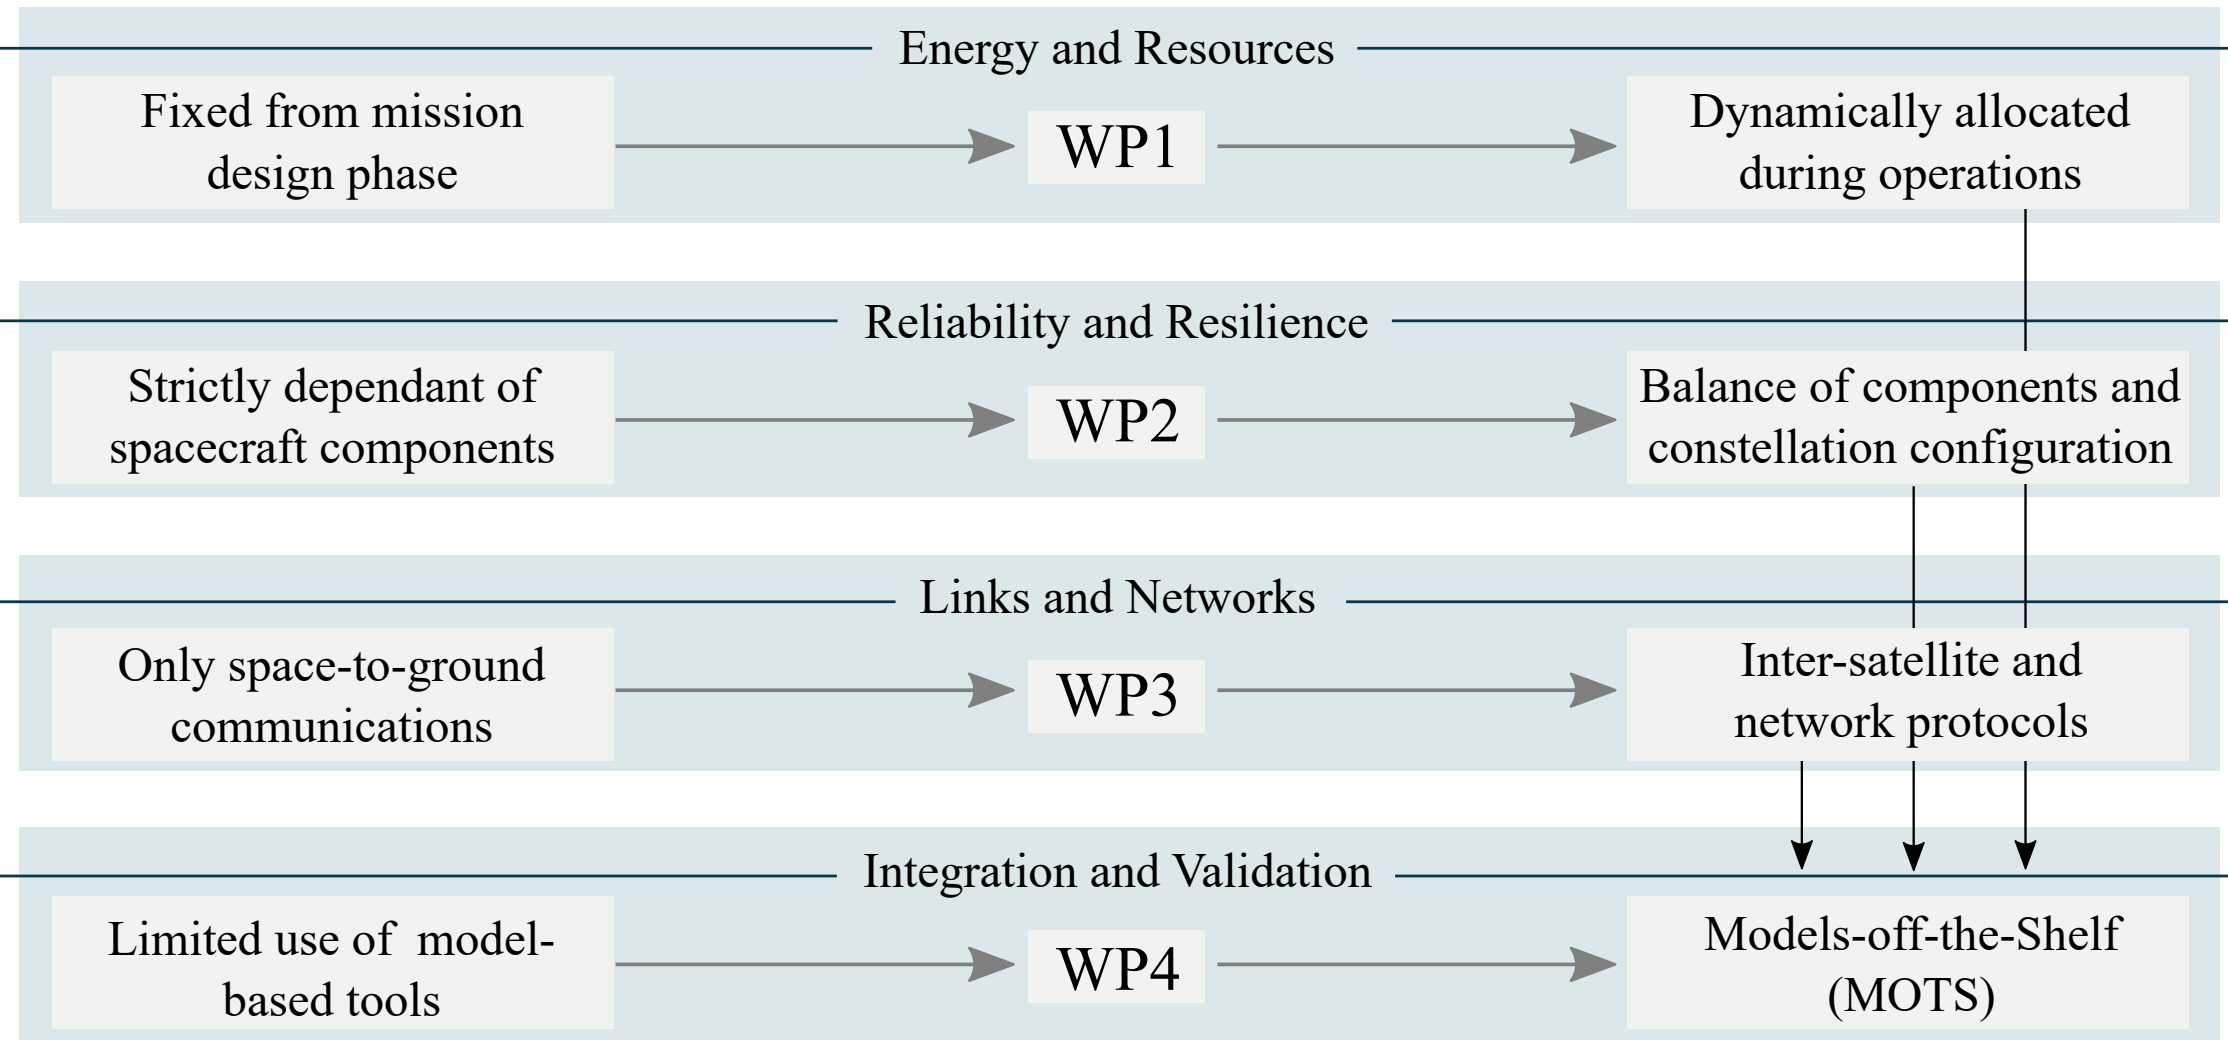 Energy and Resources
Fixed from mission
design phase
WP1
Dynamically allocated
during operations
Reliability and Resilience
Strictly dependant of
spacecraft components
WP2
Balance of components and
constellation configuration
Links and Networks
Only space-to-ground
communications
WP3
Inter-satellite and
network protocols
Integration and Validation
Limited use of model-
based tools
WP4
Models-off-the-Shelf
(MOTS)